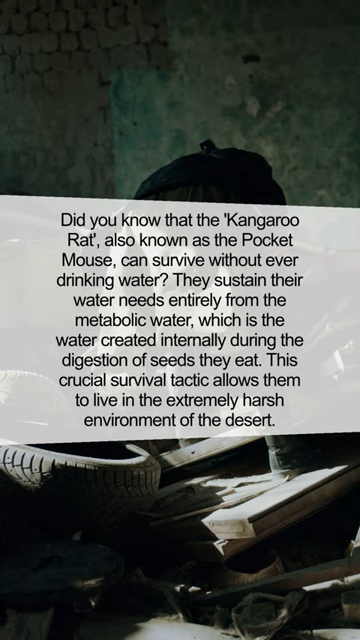 Did you know that the 'Kangaroo
Rat', also known as the Pocket
Mouse, can survive without ever
drinking water? They sustain their
water needs entirely from the
metabolic water, which is the
water created internally during the
digestion of seeds they eat. This
crucial survival tactic allows them
to live in the extremely harsh
environment of the desert.